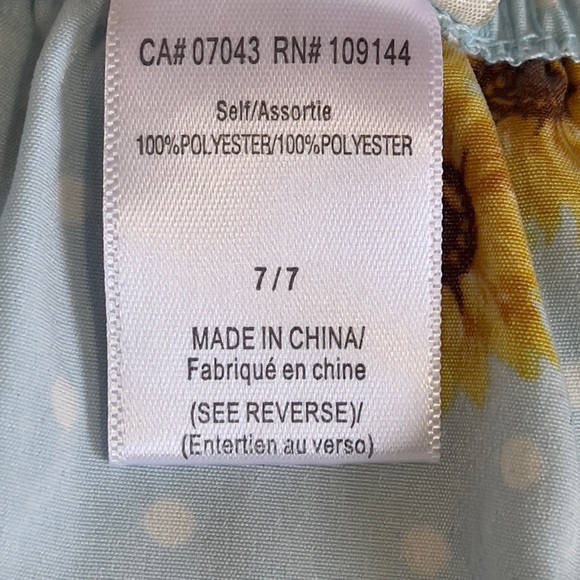 CA# 07043 RN# 109144
Self/Assortie
100%POLYESTER/100%POLYESTER
7/7
MADE IN CHINA/
Fabriqué en chine
(SEE REVERSE)/
(Entertien au verso)